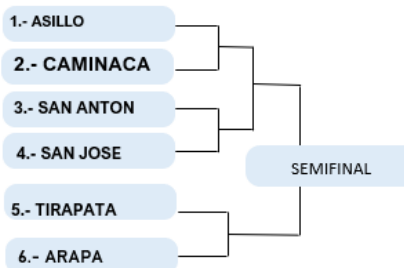 1.- ASILLO
2.- CAMINACA
3.- SAN ANTON
4.- SAN JOSE
SEMIFINAL
5.- TIRAPATA
6.- ARAPA